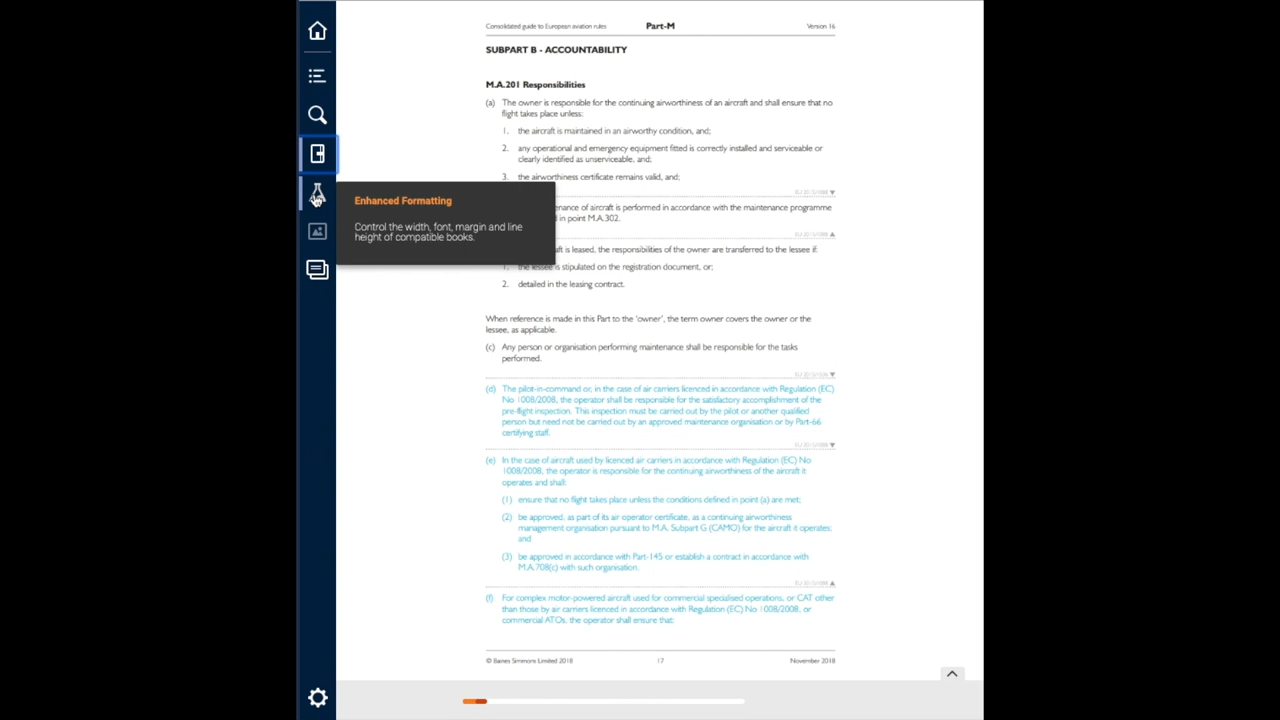 Consolidated guide to European aviation rules Part-M Version 16
SUBPART B - ACCOUNTABILITY
M.A.201 Responsibilities
(a) The owner is responsible for the continuing airworthiness of an aircraft and shall ensure that no
flight takes place unless:
1. the aircraft is maintained in an airworthy condition, and;
2. any operational and emergency equipment fitted is correctly installed and serviceable or
clearly identified as unserviceable, and;
3. the airworthiness certificate remains valid, and;
Enhanced Formatting
Control the width, font, margin and line
height of compatible books.
enance of aircraft is performed in accordance with the maintenance programme
d in point M.A.302.
aft is leased, the responsibilities of the owner are transferred to the lessee if:
1. the lessee is stipulated on the registration document, or;
2. detailed in the leasing contract.
When reference is made in this Part to the 'owner', the term owner covers the owner or the
lessee, as applicable.
(c) Any person or organisation performing maintenance shall be responsible for the tasks
performed.
(d) The pilot-in-command or, in the case of air carriers licenced in accordance with Regulation (EC)
No 1008/2008, the operator shall be responsible for the satisfactory accomplishment of the
pre-flight inspection. This inspection must be carried out by the pilot or another qualified
person but need not be carried out by an approved maintenance organisation or by Part-66
certifying staff.
(e) In the case of aircraft used by licenced air carriers in accordance with Regulation (EC) No
1008/2008, the operator is responsible for the continuing airworthiness of the aircraft it
operates and shall:
(1) ensure that no flight takes place unless the conditions defined in point (a) are met;
(2) be approved, as part of its air operator certificate, as a continuing airworthiness
management organisation pursuant to M.A. Subpart G (CAMO) for the aircraft it operates;
and
(3) be approved in accordance with Part-145 or establish a contract in accordance with
M.A.708(c) with such organisation.
(f) For complex motor-powered aircraft used for commercial specialised operations, or CAT other
than those by air carriers licenced in accordance with Regulation (EC) No 1008/2008, or
commercial ATOs, the operator shall ensure that:
© Baines Simmons Limited 2018 17 November 2018